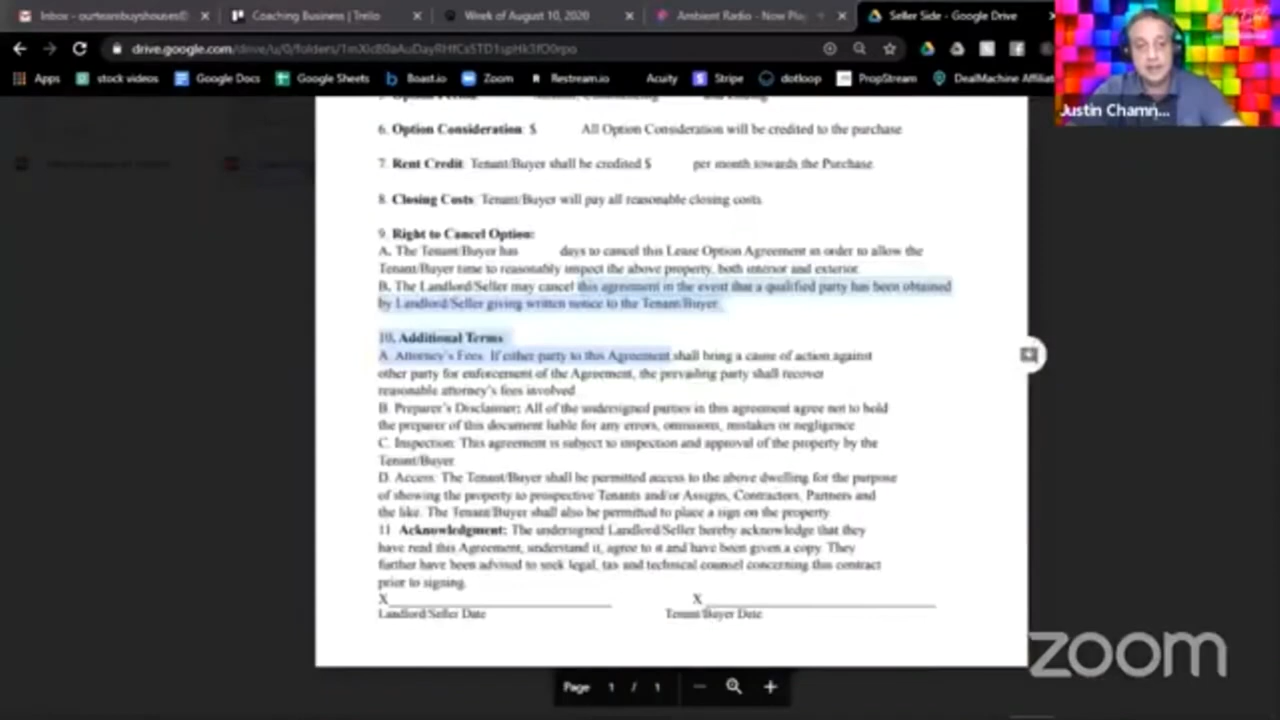 Inbox - ourteambuyshouses@
Coaching Business | Trello
Week of August 10, 2020
Ambient Radio - Now Pla
Seller Side - Google Drive
drive.google.com/drive/u/0/folders/
Apps
stock videos
Google Docs
Google Sheets
Boast.io
Zoom
Restream.io
Acuity
Stripe
dotloop
PropStream
DealMachine Affiliat
Justin Chamn...
6. Option Consideration: $ All Option Consideration will be credited to the purchase
7. Rent Credit: Tenant/Buyer shall be credited $ per month towards the Purchase.
8. Closing Costs: Tenant/Buyer will pay all reasonable closing costs.
9. Right to Cancel Option:
A. The Tenant/Buyer has days to cancel this Lease Option Agreement in order to allow the
Tenant/Buyer time to reasonably inspect the above property, both interior and exterior.
B. The Landlord/Seller may cancel this agreement in the event that a qualified party has been obtained
by Landlord/Seller giving written notice to the Tenant/Buyer.
10. Additional Terms:
A. Attorney's Fees: If either party to this Agreement shall bring a cause of action against
other party for enforcement of the Agreement, the prevailing party shall recover
reasonable attorney's fees involved.
B. Preparer's Disclaimer: All of the undersigned parties in this agreement agree not to hold
the preparer of this document liable for any errors, omissions, mistakes or negligence
C. Inspection: This agreement is subject to inspection and approval of the property by the
Tenant/Buyer.
D. Access: The Tenant/Buyer shall be permitted access to the above dwelling for the purpose
of showing the property to prospective Tenants and/or Assigns, Contractors, Partners and
the like. The Tenant/Buyer shall also be permitted to place a sign on the property.
11. Acknowledgment: The undersigned Landlord/Seller hereby acknowledge that they
have read this Agreement, understand it, agree to it and have been given a copy. They
further have been advised to seek legal, tax and technical counsel concerning this contract
prior to signing.
X X
Landlord/Seller Date Tenant/Buyer Date
zoom
Page 1 / 1